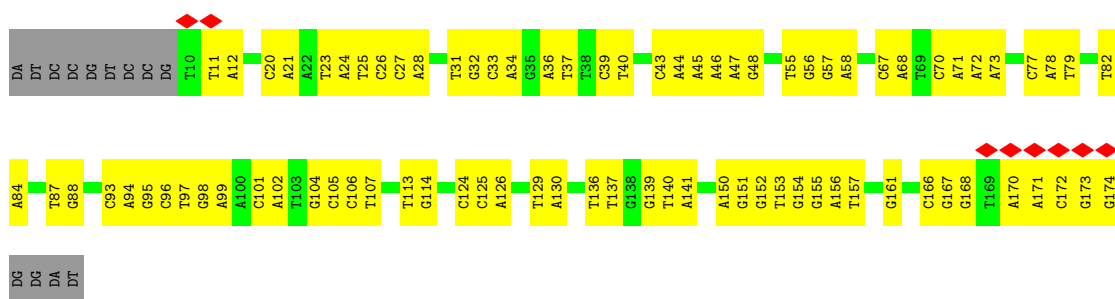 DA DT DC DC DG DT DC DC DG T10 T11 A12 C20 A21 A22 T23 A24 T25 C26 C27 A28 T31 G32 C33 A34 G35 A36 T37 T38 C39 T40 C43 A44 A45 A46 A47 G48 T55 G56 G57 A58 C67 A68 T69 C70 A71 A72 A73 C77 A78 T79 T82
A84 T87 G88 C93 A94 G95 C96 T97 G98 A99 A100 C101 A102 T103 G104 C105 C106 T107 T113 G114 C124 C125 A126 T129 A130 T136 T137 G138 G139 T140 A141 A150 G151 G152 T153 G154 G155 A156 T157 G161 C166 G167 G168 T169 A170 A171 C172 G173 G174
DG DG DA DT